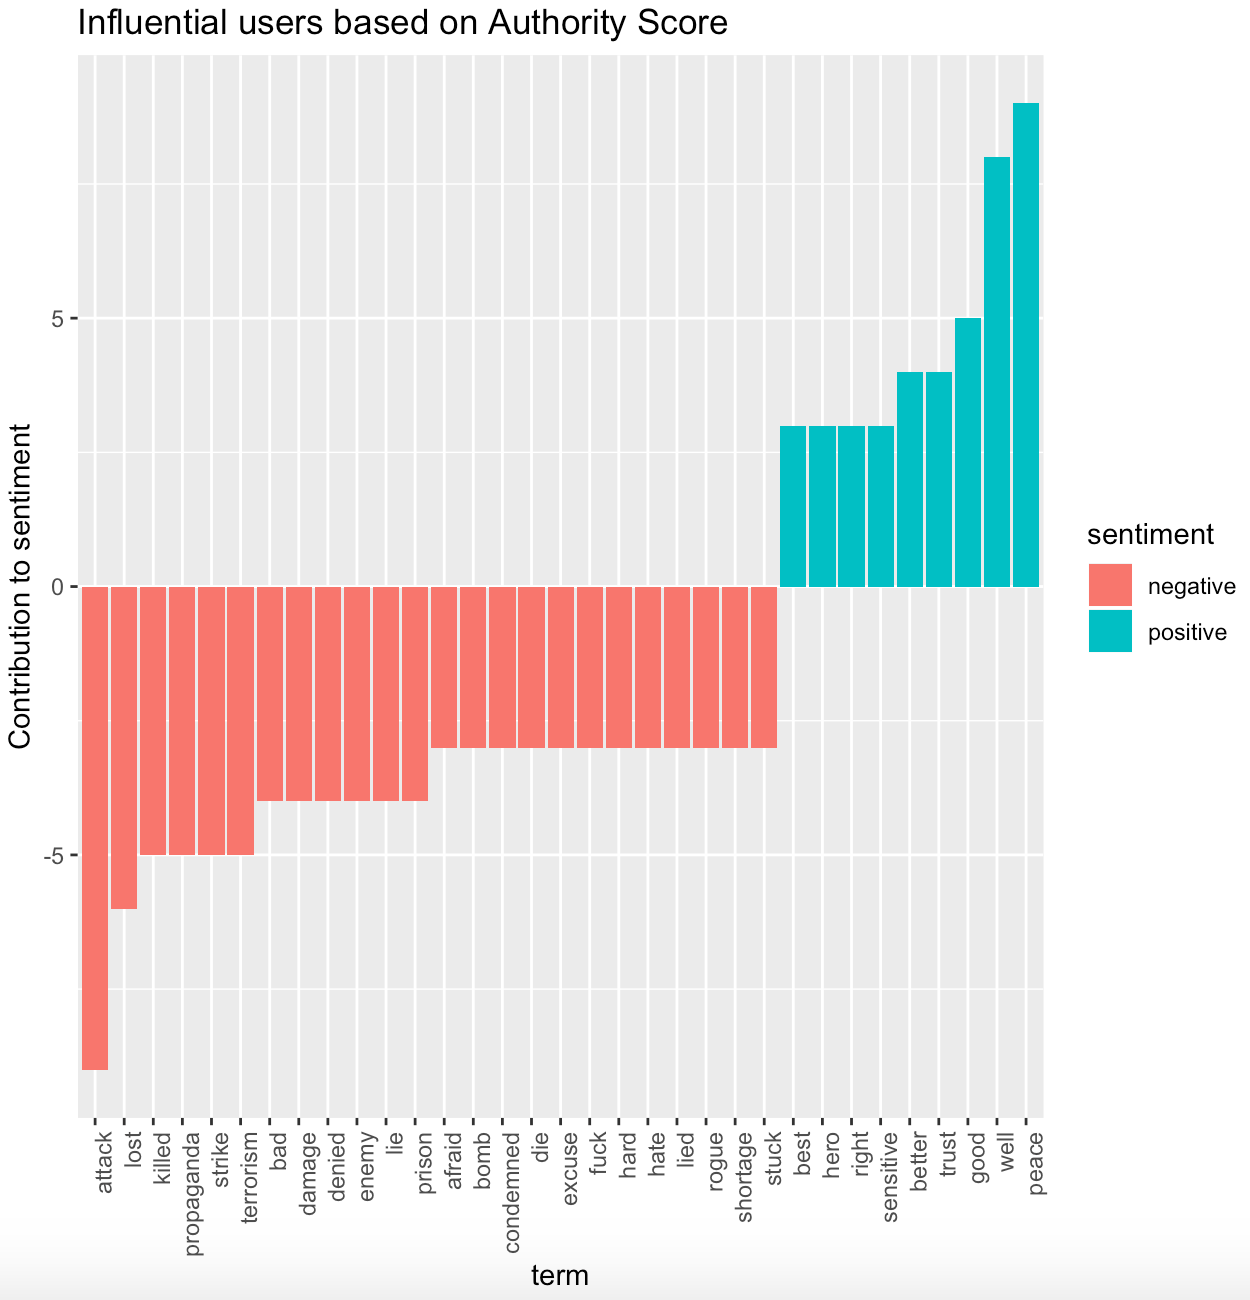 Influential users based on Authority Score
Contribution to sentiment
5
0
-5
attack
lost
killed
propaganda
strike
terrorism
bad
damage
denied
enemy
lie
prison
afraid
bomb
condemned
die
excuse
fuck
hard
hate
lied
rogue
shortage
stuck
best
hero
right
sensitive
better
trust
good
well
peace
term
sentiment
negative
positive